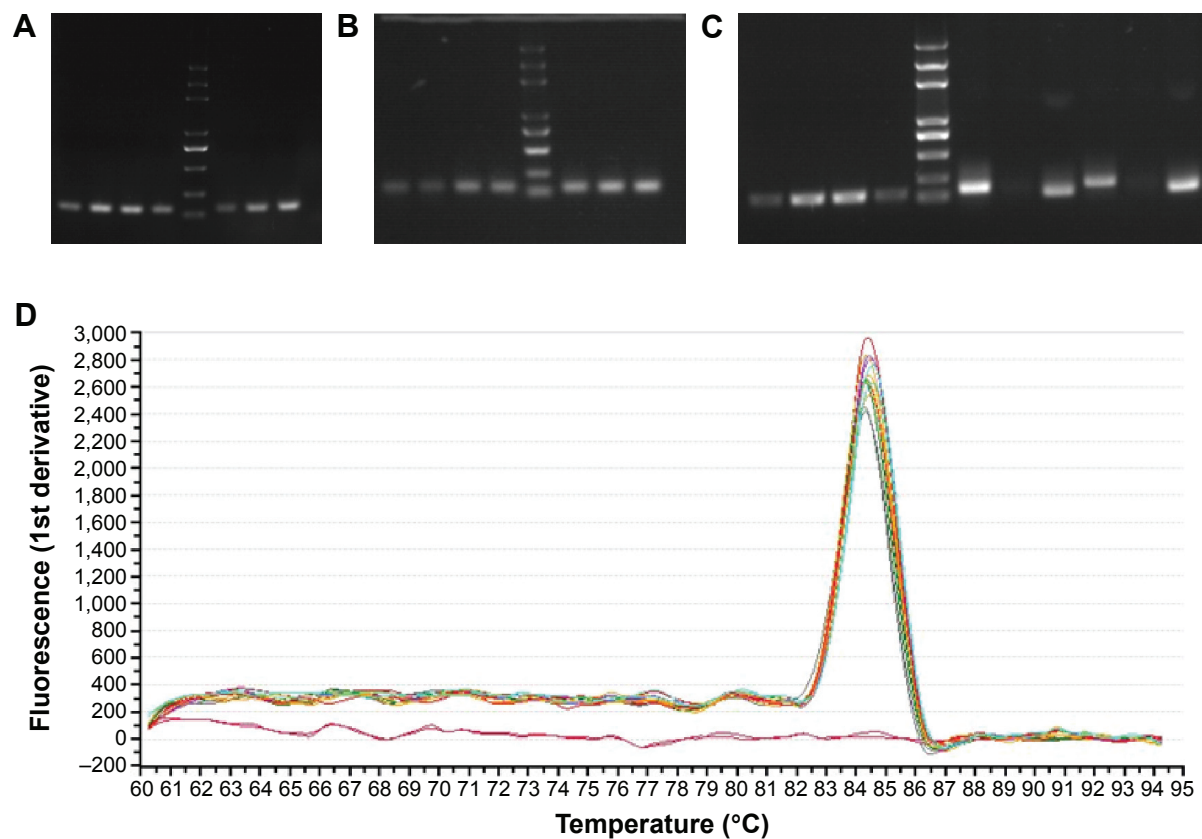 A
B
C
D
Fluorescence (1st derivative)
3,000
2,800
2,600
2,400
2,200
2,000
1,800
1,600
1,400
1,200
1,000
800
600
400
200
0
–200
60 61 62 63 64 65 66 67 68 69 70 71 72 73 74 75 76 77 78 79 80 81 82 83 84 85 86 87 88 89 90 91 92 93 94 95
Temperature (°C)